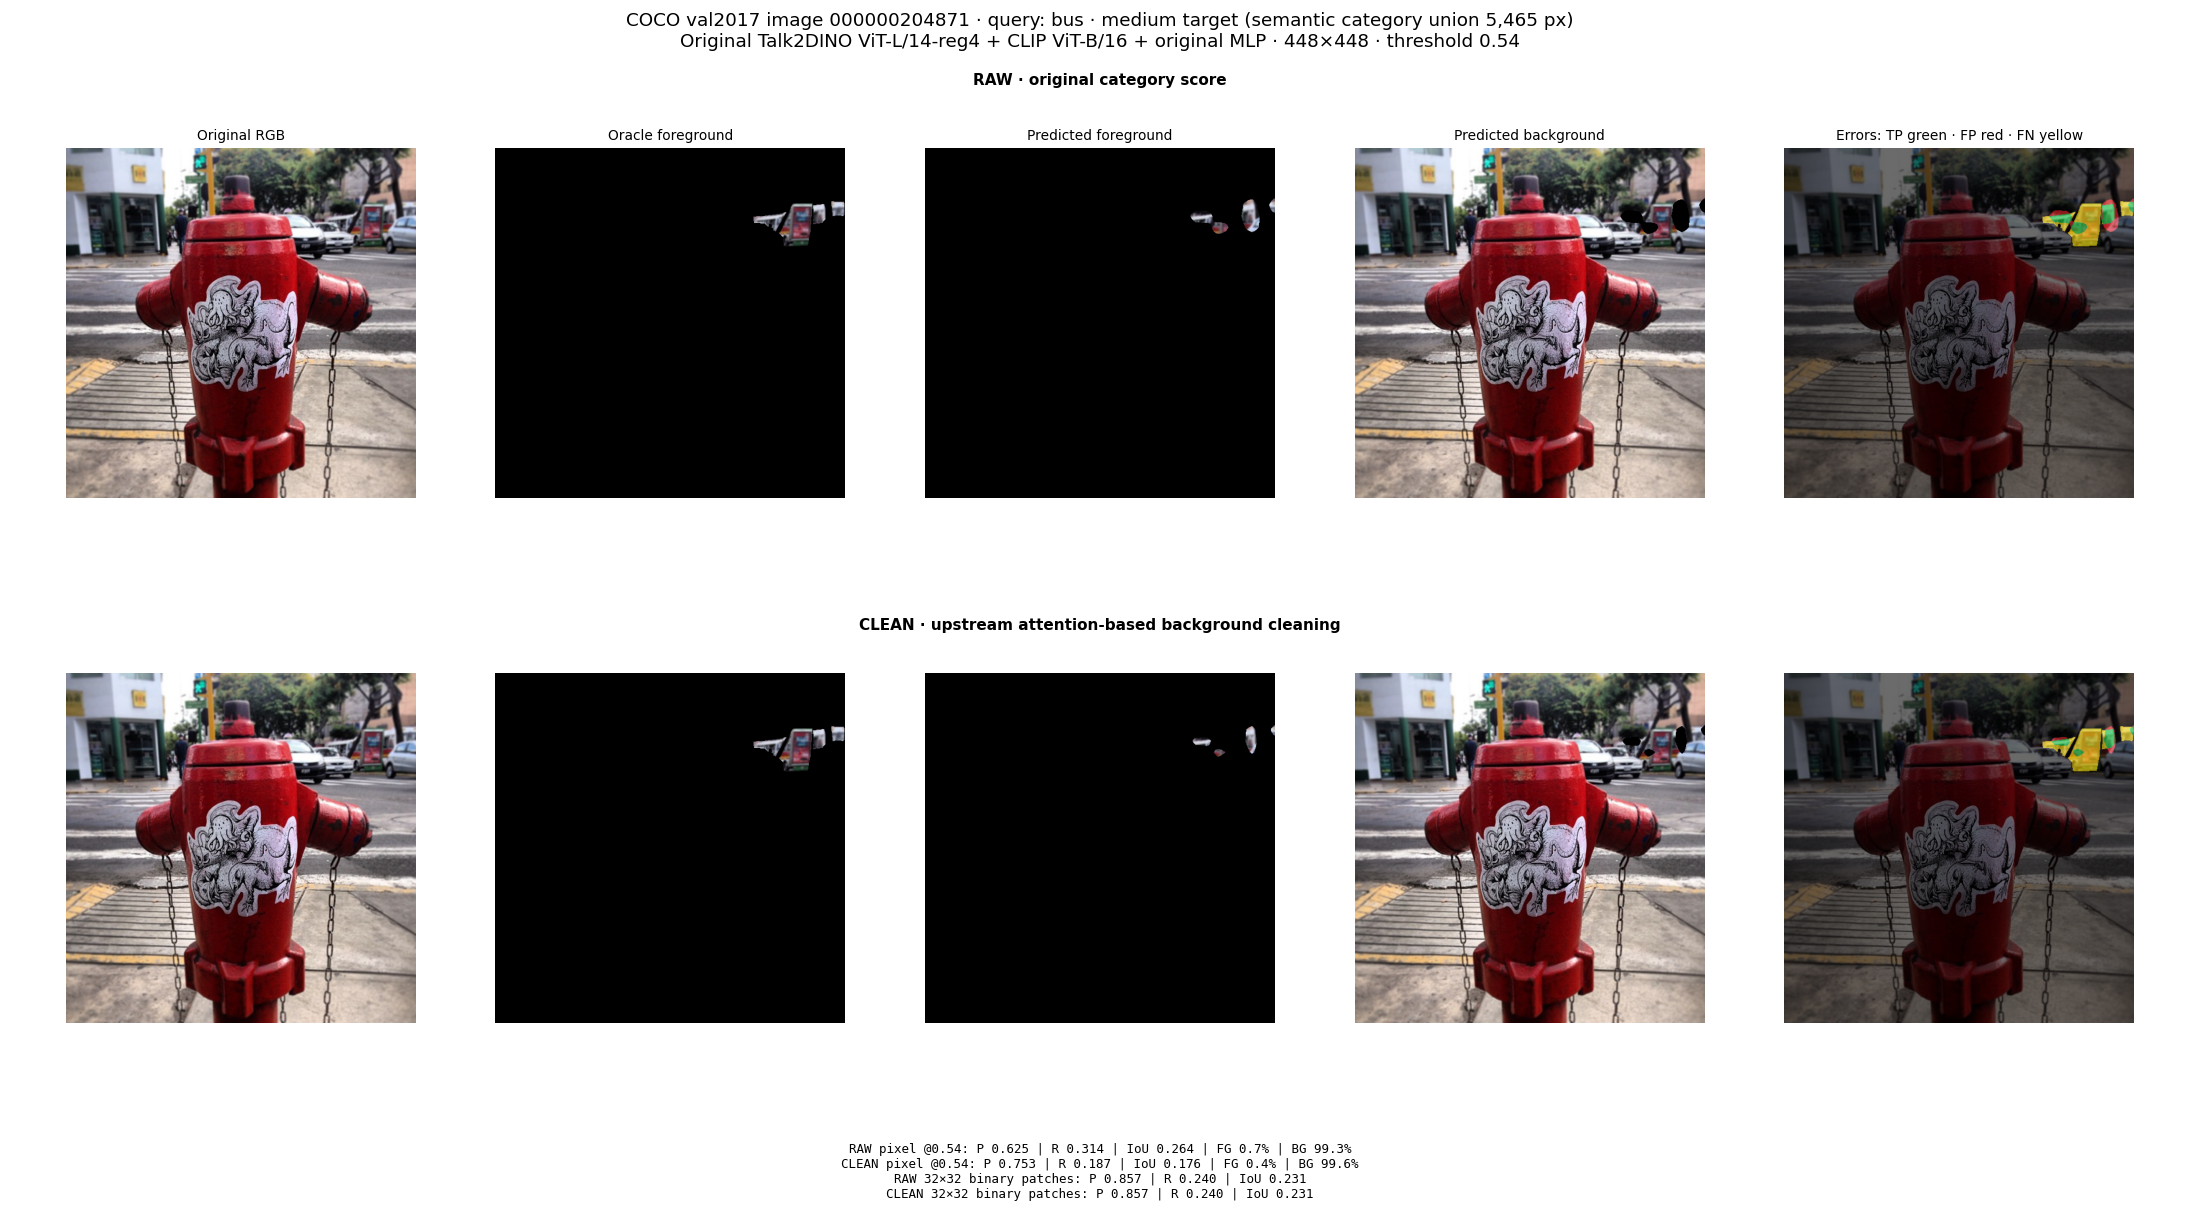 COCO val2017 image 000000204871 · query: bus · medium target (semantic category union 5,465 px)
Original Talk2DINO ViT-L/14-reg4 + CLIP ViT-B/16 + original MLP · 448×448 · threshold 0.54
RAW · original category score
Original RGB
Oracle foreground
Predicted foreground
Predicted background
Errors: TP green · FP red · FN yellow
CLEAN · upstream attention-based background cleaning
RAW pixel @0.54: P 0.625 | R 0.314 | IoU 0.264 | FG 0.7% | BG 99.3%
CLEAN pixel @0.54: P 0.753 | R 0.187 | IoU 0.176 | FG 0.4% | BG 99.6%
RAW 32×32 binary patches: P 0.857 | R 0.240 | IoU 0.231
CLEAN 32×32 binary patches: P 0.857 | R 0.240 | IoU 0.231